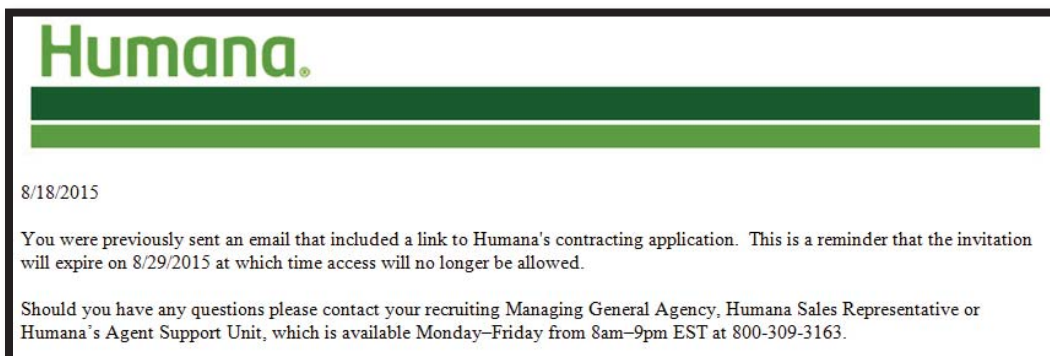 Humana®
8/18/2015
You were previously sent an email that included a link to Humana's contracting application.  This is a reminder that the invitation
will expire on 8/29/2015 at which time access will no longer be allowed.
Should you have any questions please contact your recruiting Managing General Agency, Humana Sales Representative or
Humana’s Agent Support Unit, which is available Monday–Friday from 8am–9pm EST at 800-309-3163.